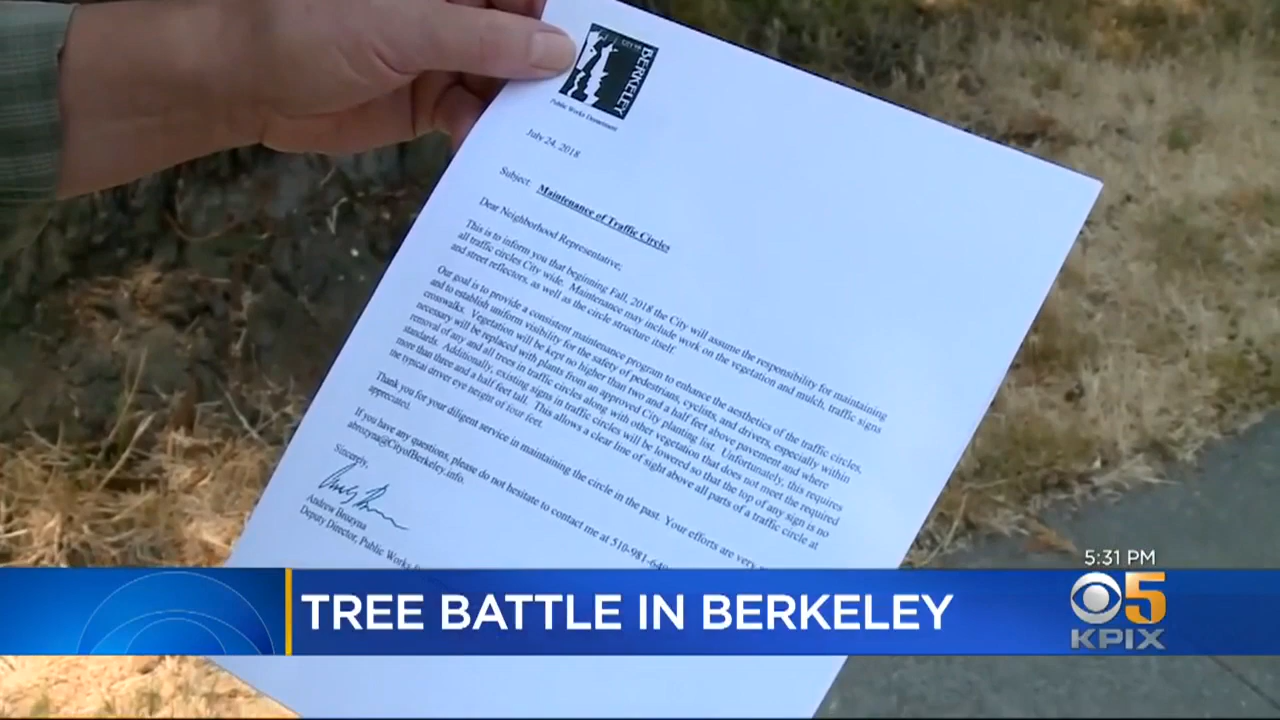 CITY OF
BERKELEY
Public Works Department
July 24, 2018
Subject: Maintenance of Traffic Circles
Dear Neighborhood Representative;
This is to inform you that beginning Fall, 2018 the City will assume the responsibility for maintaining
all traffic circles City wide. Maintenance may include work on the vegetation and mulch, traffic signs
and street reflectors, as well as the circle structure itself.
Our goal is to provide a consistent maintenance program to enhance the aesthetics of the traffic circles,
and to establish uniform visibility for the safety of pedestrians, cyclists, and drivers, especially within
crosswalks. Vegetation will be kept no higher than two and a half feet above pavement and where
necessary will be replaced with plants from an approved City planting list. Unfortunately, this requires
removal of any and all trees in traffic circles along with other vegetation that does not meet the required
standards. Additionally, existing signs in traffic circles will be lowered so that the top of any sign is no
more than three and a half feet tall. This allows a clear line of sight above all parts of a traffic circle at
the typical driver eye height of four feet.
Thank you for your diligent service in maintaining the circle in the past. Your efforts are very
appreciated.
If you have any questions, please do not hesitate to contact me at 510-981-640
abrozyna@CityofBerkeley.info.
Sincerely,
Andrew Brozyna
Deputy Director, Public Works
5:31 PM
TREE BATTLE IN BERKELEY
5
KPIX